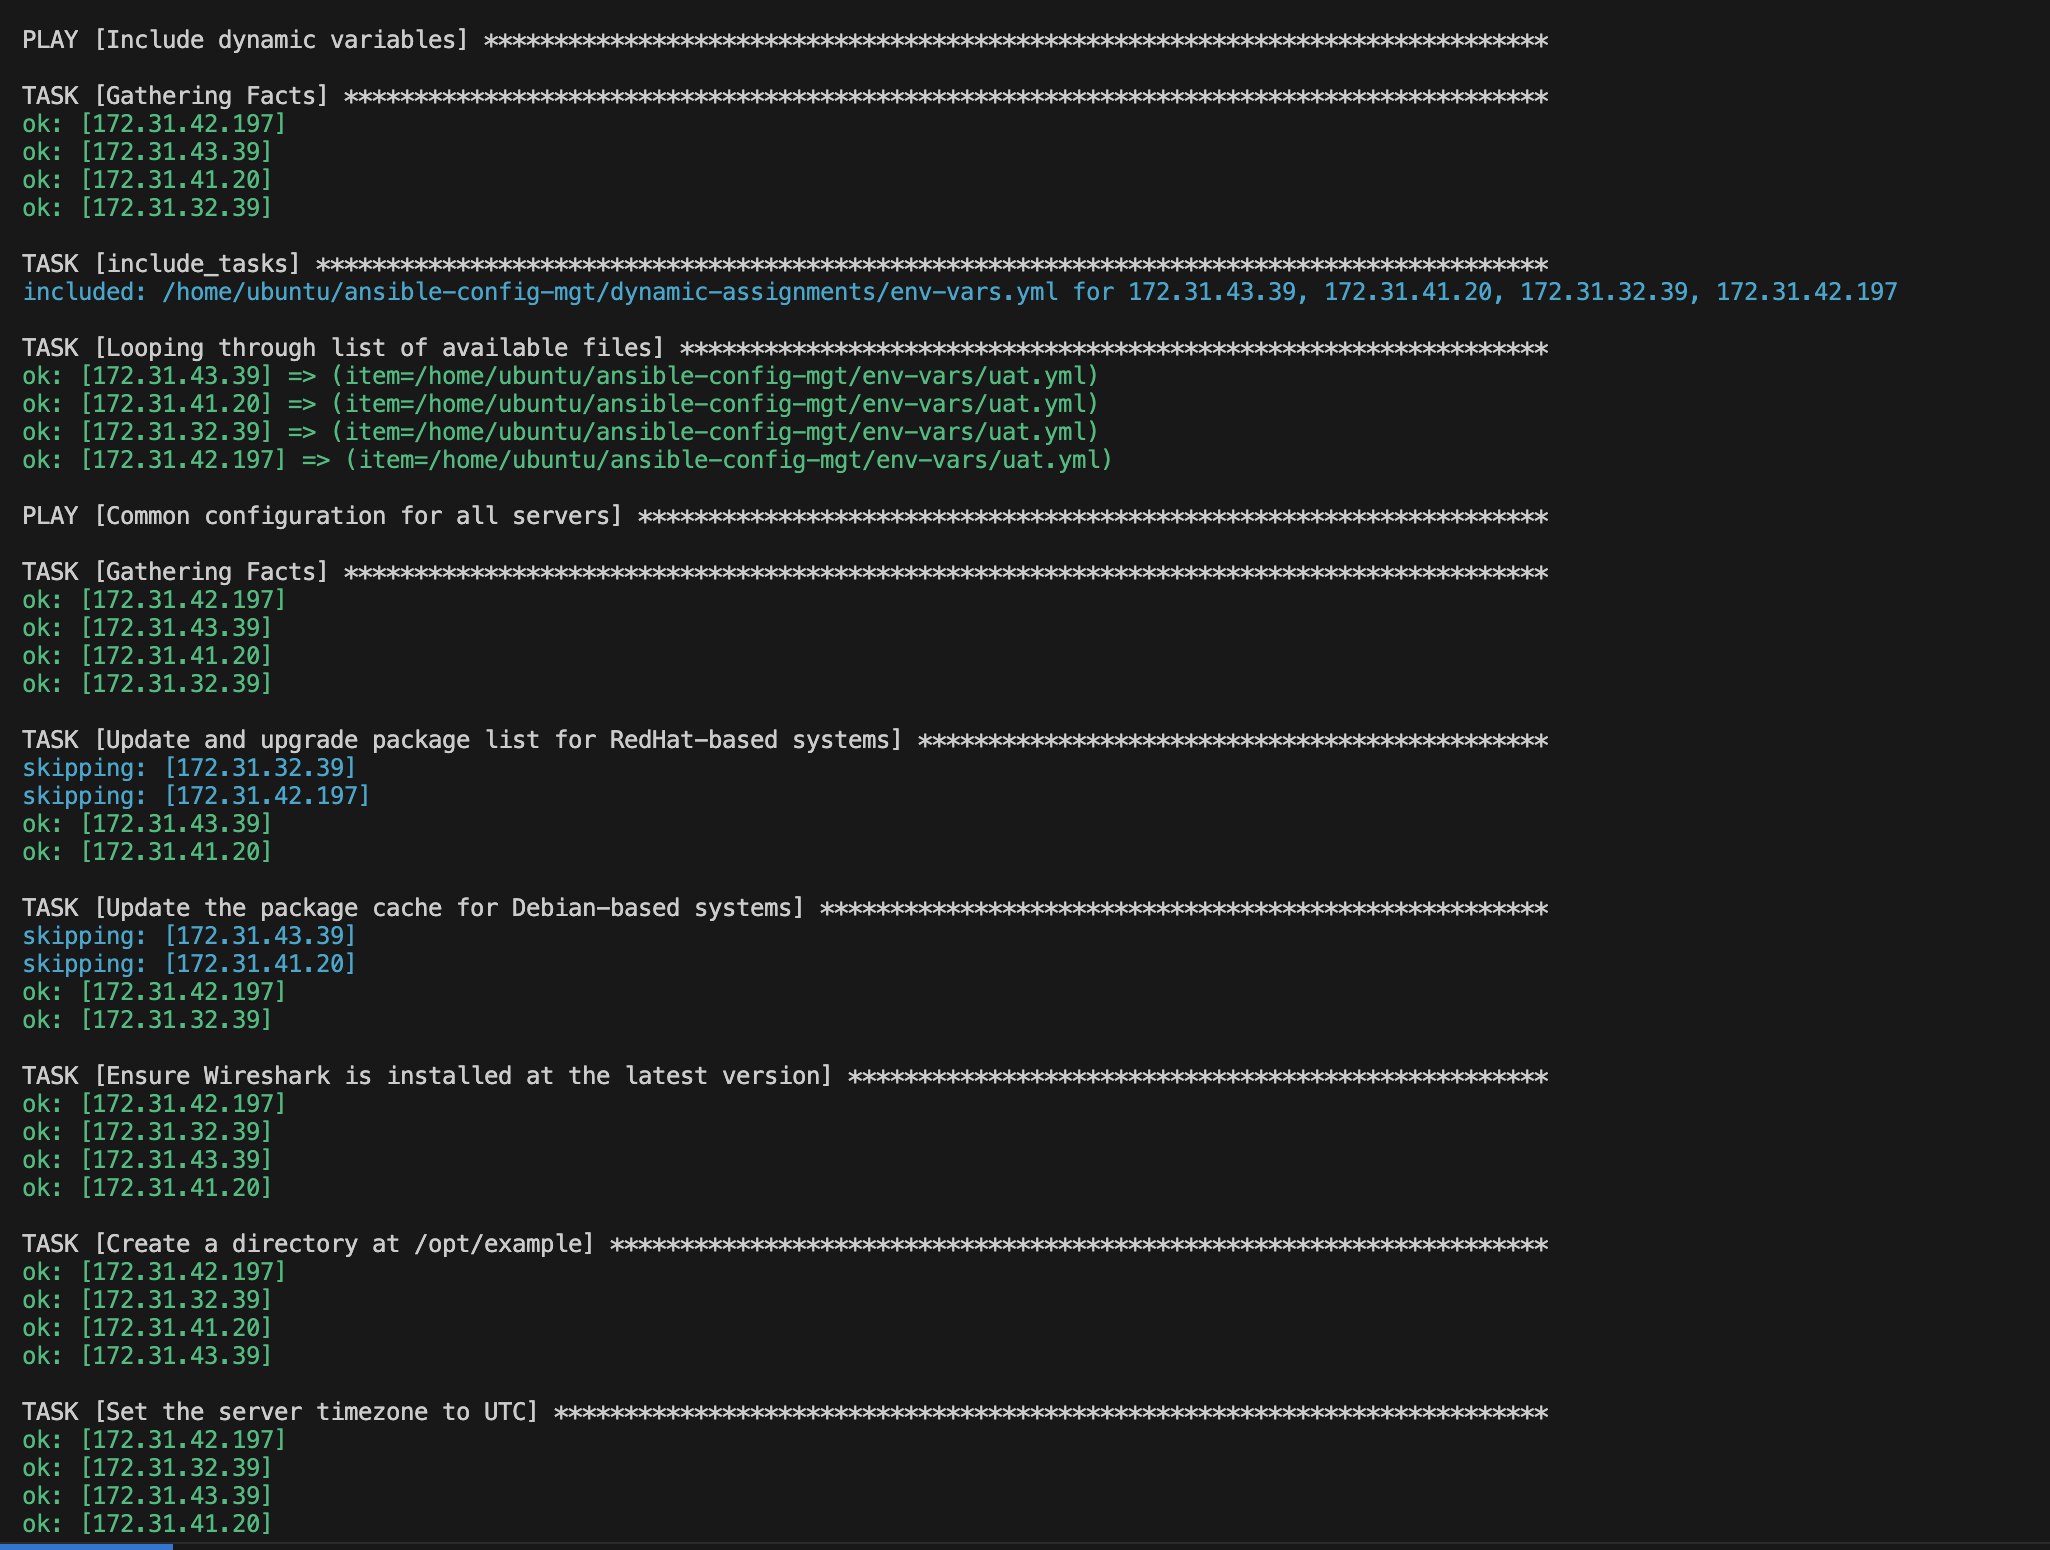 PLAY [Include dynamic variables] ****************************************************************************
TASK [Gathering Facts] **************************************************************************************
ok: [172.31.42.197]
ok: [172.31.43.39]
ok: [172.31.41.20]
ok: [172.31.32.39]
TASK [include_tasks] ****************************************************************************************
included: /home/ubuntu/ansible-config-mgt/dynamic-assignments/env-vars.yml for 172.31.43.39, 172.31.41.20, 172.31.32.39, 172.31.42.197
TASK [Looping through list of available files] **************************************************************
ok: [172.31.43.39] => (item=/home/ubuntu/ansible-config-mgt/env-vars/uat.yml)
ok: [172.31.41.20] => (item=/home/ubuntu/ansible-config-mgt/env-vars/uat.yml)
ok: [172.31.32.39] => (item=/home/ubuntu/ansible-config-mgt/env-vars/uat.yml)
ok: [172.31.42.197] => (item=/home/ubuntu/ansible-config-mgt/env-vars/uat.yml)
PLAY [Common configuration for all servers] *****************************************************************
TASK [Gathering Facts] **************************************************************************************
ok: [172.31.42.197]
ok: [172.31.43.39]
ok: [172.31.41.20]
ok: [172.31.32.39]
TASK [Update and upgrade package list for RedHat-based systems] *********************************************
skipping: [172.31.32.39]
skipping: [172.31.42.197]
ok: [172.31.43.39]
ok: [172.31.41.20]
TASK [Update the package cache for Debian-based systems] ****************************************************
skipping: [172.31.43.39]
skipping: [172.31.41.20]
ok: [172.31.42.197]
ok: [172.31.32.39]
TASK [Ensure Wireshark is installed at the latest version] **************************************************
ok: [172.31.42.197]
ok: [172.31.32.39]
ok: [172.31.43.39]
ok: [172.31.41.20]
TASK [Create a directory at /opt/example] *******************************************************************
ok: [172.31.42.197]
ok: [172.31.32.39]
ok: [172.31.41.20]
ok: [172.31.43.39]
TASK [Set the server timezone to UTC] ***********************************************************************
ok: [172.31.42.197]
ok: [172.31.32.39]
ok: [172.31.43.39]
ok: [172.31.41.20]